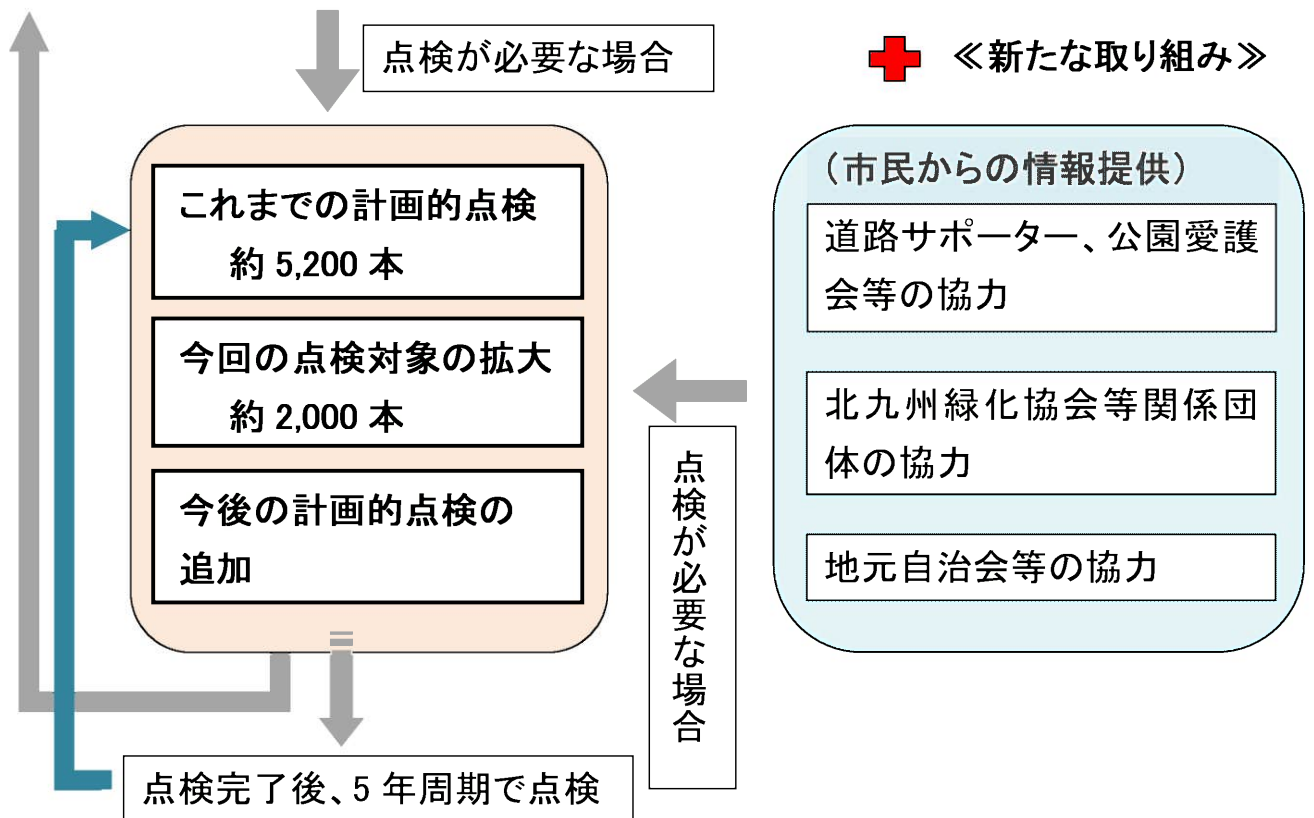 点検が必要な場合
≪新たな取り組み≫
これまでの計画的点検
約 5,200 本
今回の点検対象の拡大
約 2,000 本
今後の計画的点検の
追加
（市民からの情報提供）
道路サポーター、公園愛護
会等の協力
北九州緑化協会等関係団
体の協力
地元自治会等の協力
点検が必要な場合
点検完了後、5 年周期で点検